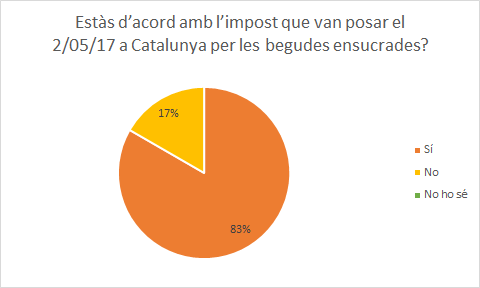 Estàs d’acord amb l’impost que van posar el
2/05/17 a Catalunya per les begudes ensucrades?
17%
83%
Sí
No
No ho sé